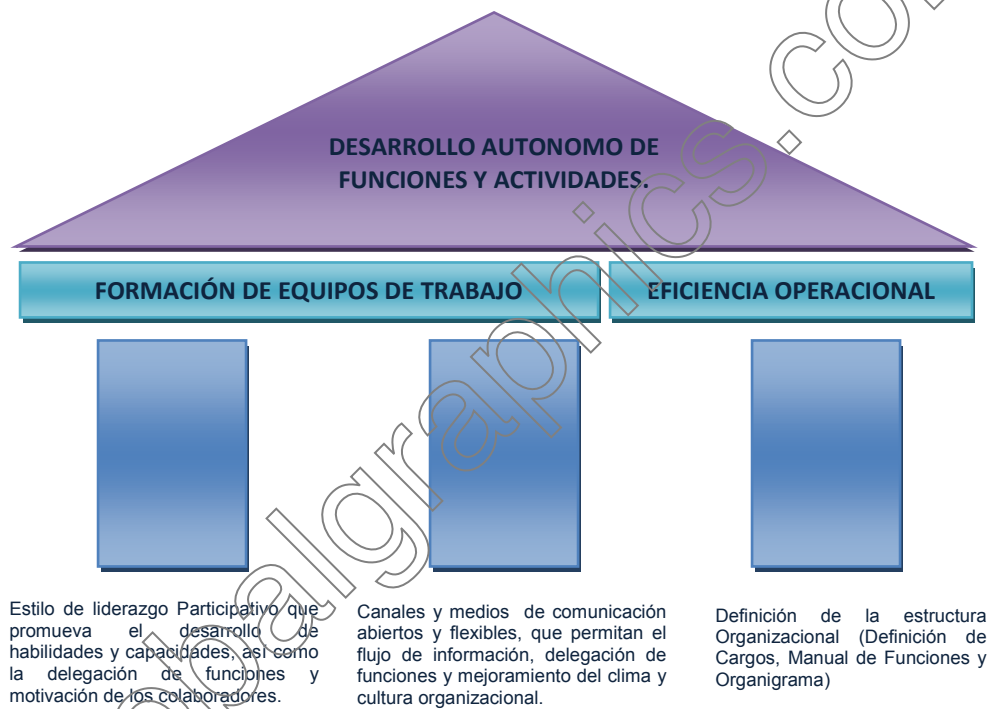 DESARROLLO AUTONOMO DE
FUNCIONES Y ACTIVIDADES.
FORMACIÓN DE EQUIPOS DE TRABAJO
EFICIENCIA OPERACIONAL
Estilo de liderazgo Participativo que
promueva el desarrollo de
habilidades y capacidades, así como
la delegación de funciones y
motivación de los colaboradores.
Canales y medios de comunicación
abiertos y flexibles, que permitan el
flujo de información, delegación de
funciones y mejoramiento del clima y
cultura organizacional.
Definición de la estructura
Organizacional (Definición de
Cargos, Manual de Funciones y
Organigrama)